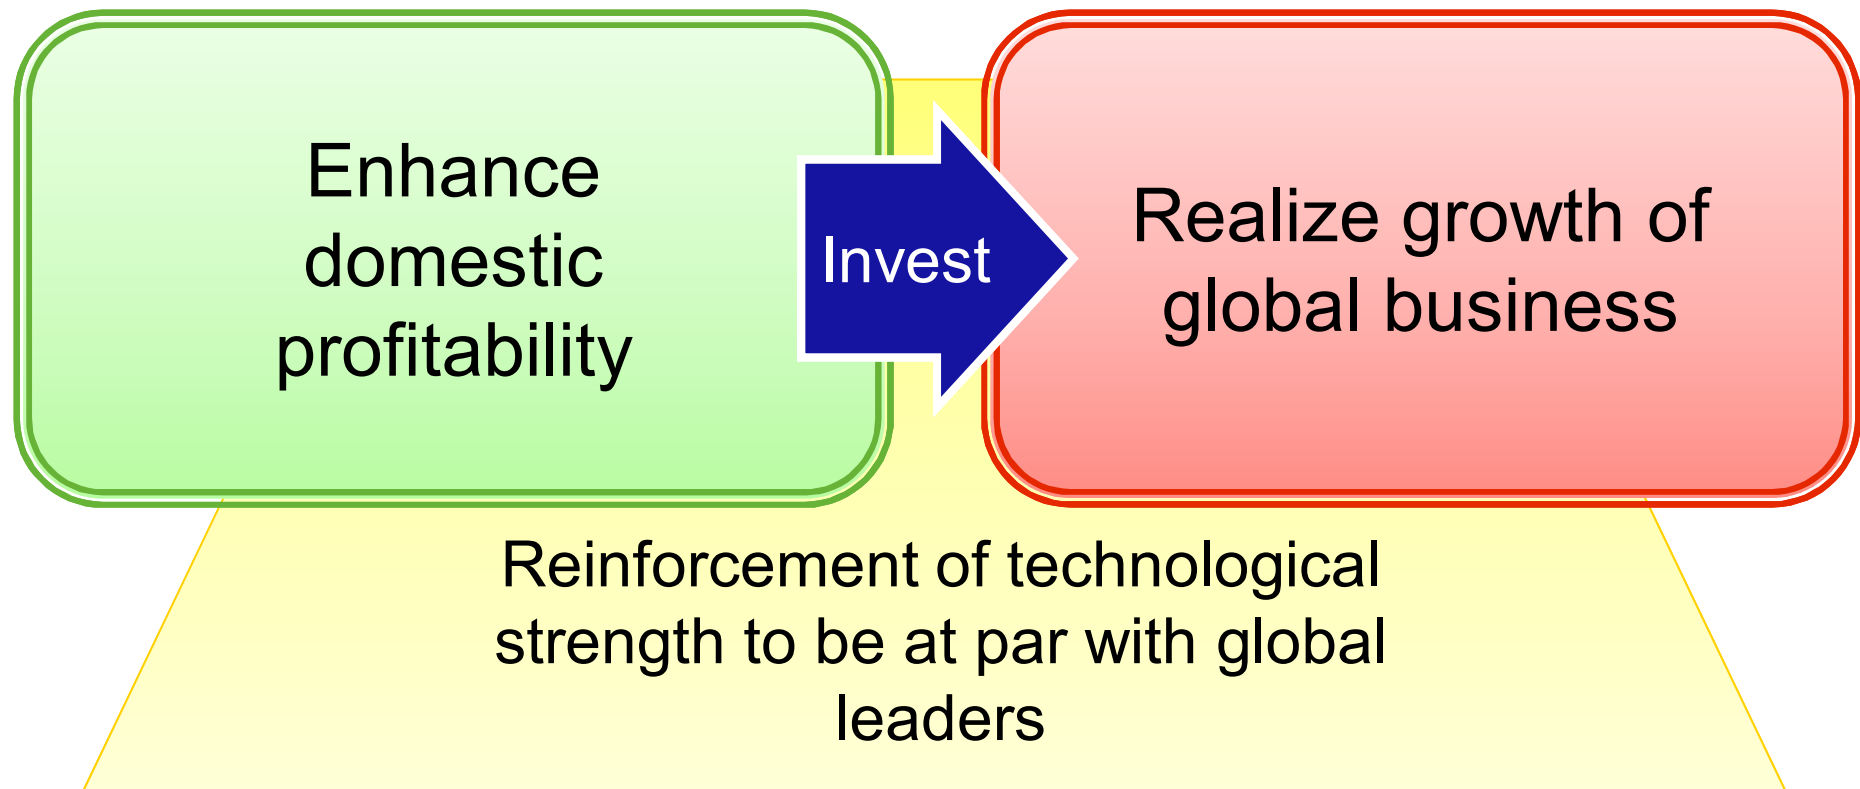 Enhance
domestic
profitability
Invest
Realize growth of
global business
Reinforcement of technological
strength to be at par with global
leaders